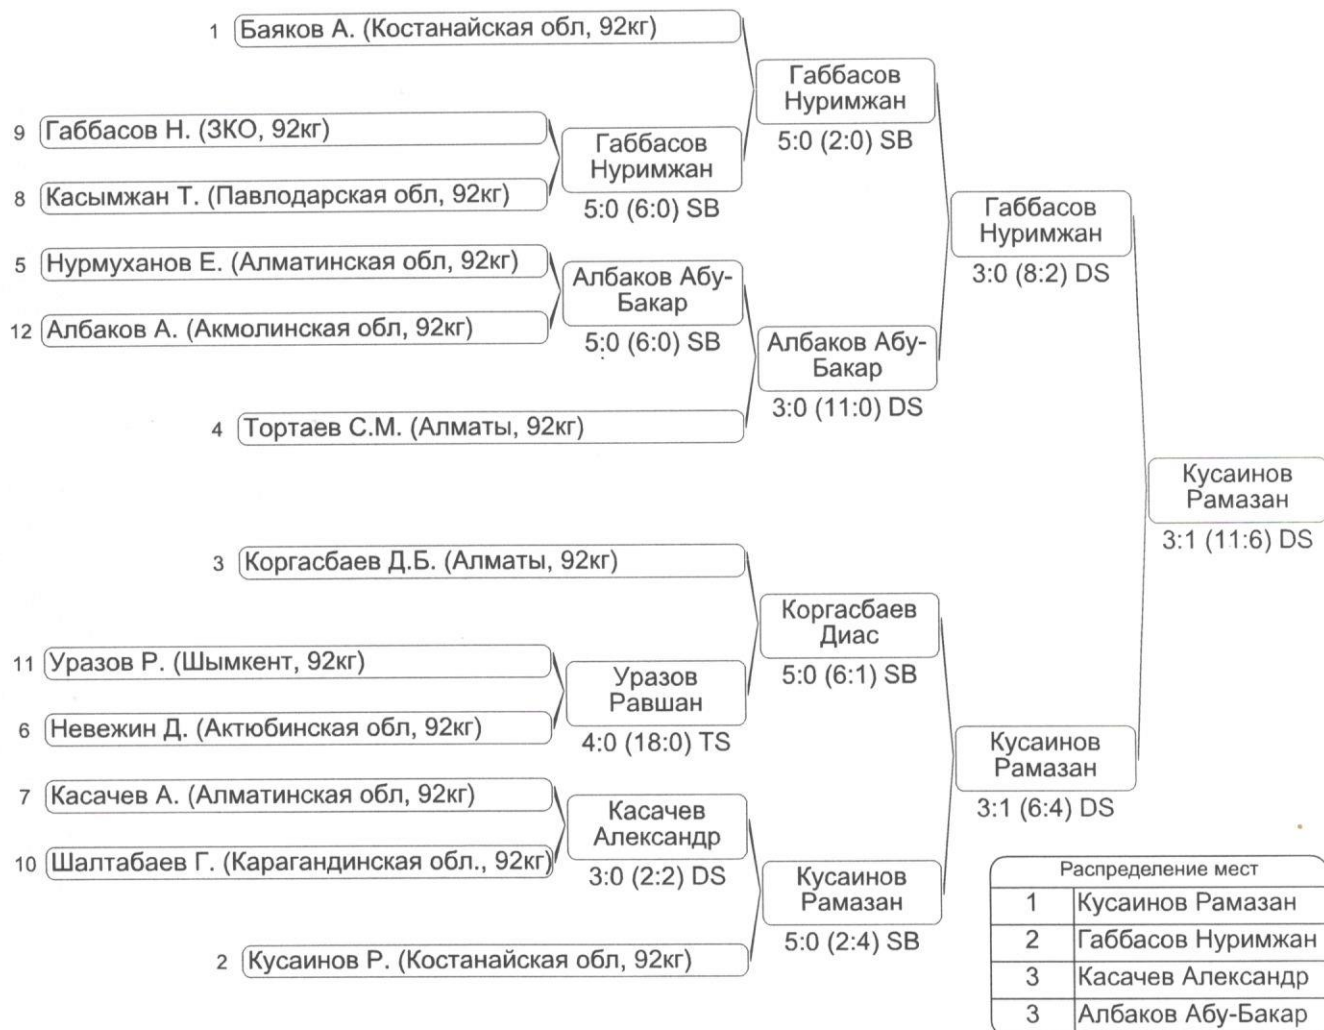 1 Баяков А. (Костанайская обл, 92кг)
Габбасов
Нуримжан
5:0 (2:0) SB
9 Габбасов Н. (ЗКО, 92кг)
8 Касымжан Т. (Павлодарская обл, 92кг)
Габбасов
Нуримжан
5:0 (6:0) SB
Габбасов
Нуримжан
3:0 (8:2) DS
5 Нурмуханов Е. (Алматинская обл, 92кг)
12 Албаков А. (Акмолинская обл, 92кг)
Албаков Абу-
Бакар
5:0 (6:0) SB
Албаков Абу-
Бакар
3:0 (11:0) DS
4 Тортаев С.М. (Алматы, 92кг)
Кусаинов
Рамазан
3:1 (11:6) DS
3 Коргасбаев Д.Б. (Алматы, 92кг)
Коргасбаев
Диас
5:0 (6:1) SB
11 Уразов Р. (Шымкент, 92кг)
6 Невежин Д. (Актюбинская обл, 92кг)
Уразов
Равшан
4:0 (18:0) TS
Кусаинов
Рамазан
3:1 (6:4) DS
7 Касачев А. (Алматинская обл, 92кг)
10 Шалтабаев Г. (Карагандинская обл., 92кг)
Касачев
Александр
3:0 (2:2) DS
Кусаинов
Рамазан
5:0 (2:4) SB
2 Кусаинов Р. (Костанайская обл, 92кг)
Распределение мест
1 Кусаинов Рамазан
2 Габбасов Нуримжан
3 Касачев Александр
3 Албаков Абу-Бакар